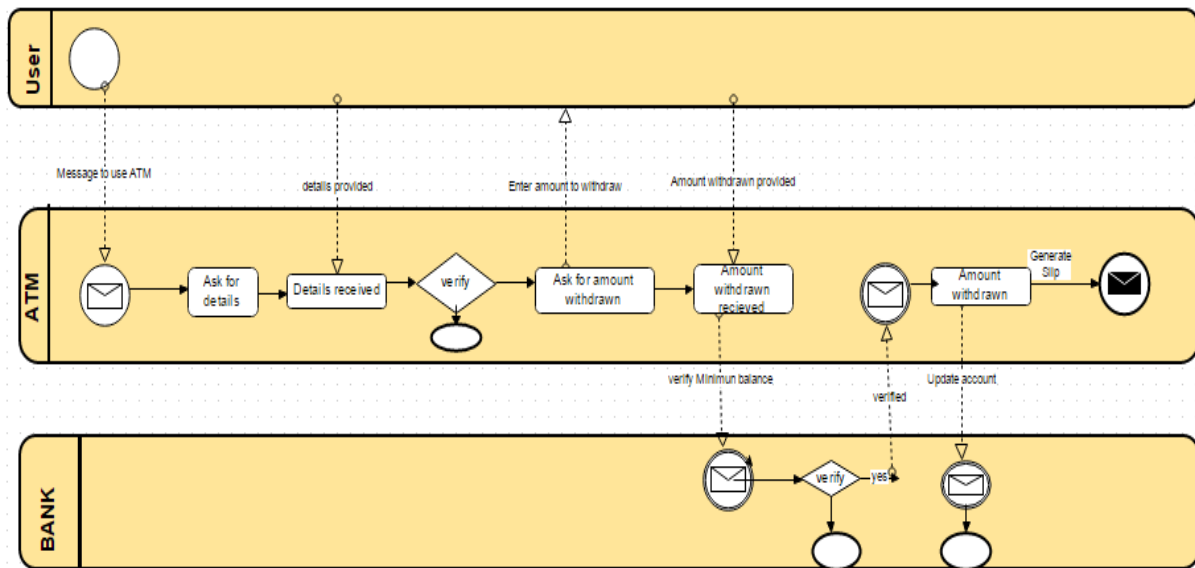 User
Message to use ATM
details provided
Enter amount to withdraw
Amount withdrawn provided
ATM
Ask for
details
Details received
verify
Ask for amount
withdrawn
Amount
withdrawn
recieved
Amount
withdrawn
Generate
Slip
verify Minimun balance
verified
Update account
BANK
verify
yes